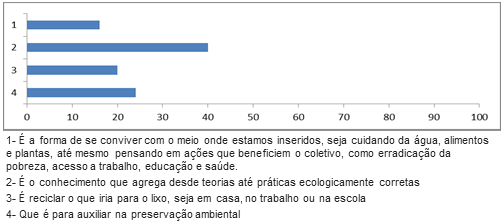 1
2
3
4
0 10 20 30 40 50 60 70 80 90 100
1- É a forma de se conviver com o meio onde estamos inseridos, seja cuidando da água, alimentos
e plantas, até mesmo pensando em ações que beneficiem o coletivo, como erradicação da
pobreza, acesso a trabalho, educação e saúde.
2- É o conhecimento que agrega desde teorias até práticas ecologicamente corretas
3- É reciclar o que iria para o lixo, seja em casa, no trabalho ou na escola
4- Que é para auxiliar na preservação ambiental